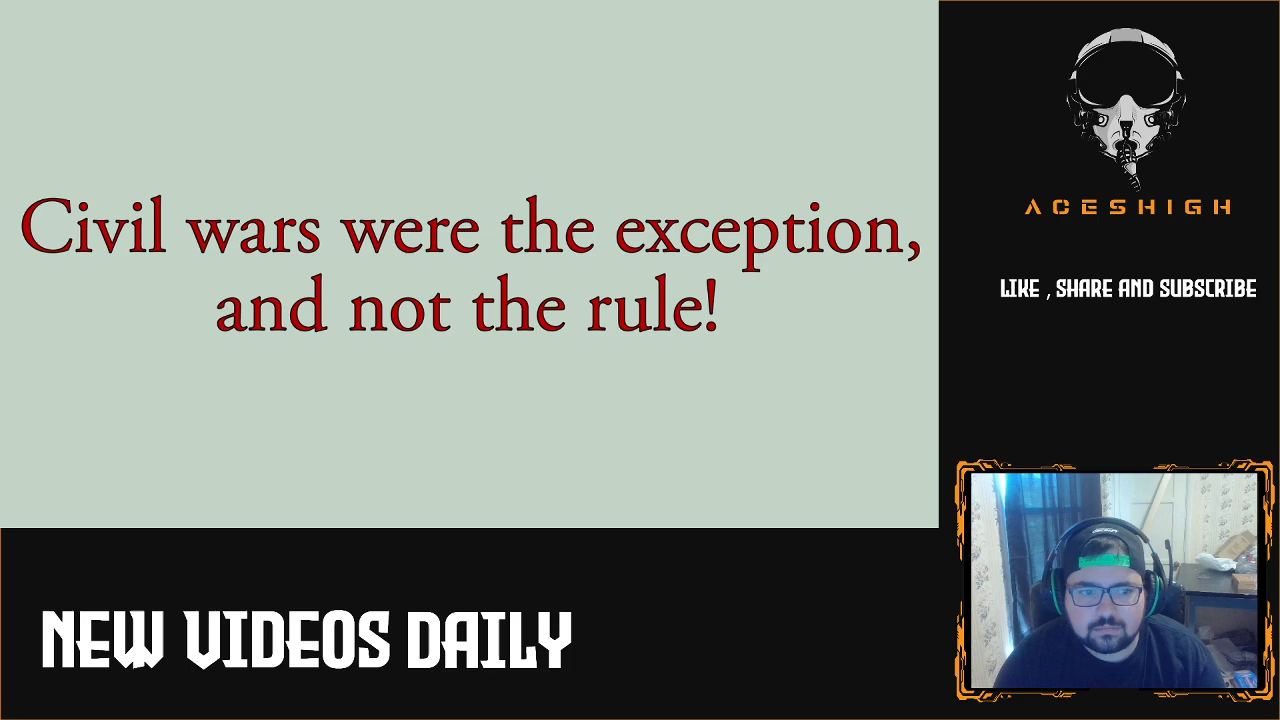 Civil wars were the exception,
and not the rule!
ACESHIGH
LIKE , SHARE AND SUBSCRIBE
NEW VIDEOS DAILY